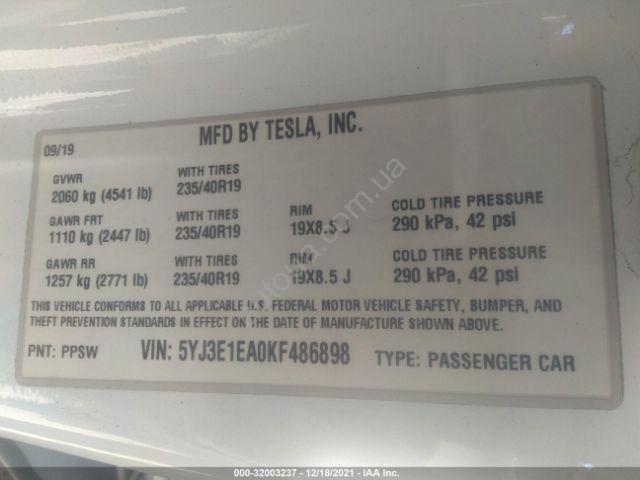 MFD BY TESLA, INC.
09/19
GVWR WITH TIRES
2060 kg (4541 lb) 235/40R19
GAWR FRT WITH TIRES RIM COLD TIRE PRESSURE
1110 kg (2447 lb) 235/40R19 19X8.5 J 290 kPa, 42 psi
GAWR RR WITH TIRES RIM COLD TIRE PRESSURE
1257 kg (2771 lb) 235/40R19 19X8.5 J 290 kPa, 42 psi
THIS VEHICLE CONFORMS TO ALL APPLICABLE U.S. FEDERAL MOTOR VEHICLE SAFETY, BUMPER, AND
THEFT PREVENTION STANDARDS IN EFFECT ON THE DATE OF MANUFACTURE SHOWN ABOVE.
PNT: PPSW VIN: 5YJ3E1EA0KF486898 TYPE: PASSENGER CAR
000-32003237 - 12/18/2021 - IAA Inc.